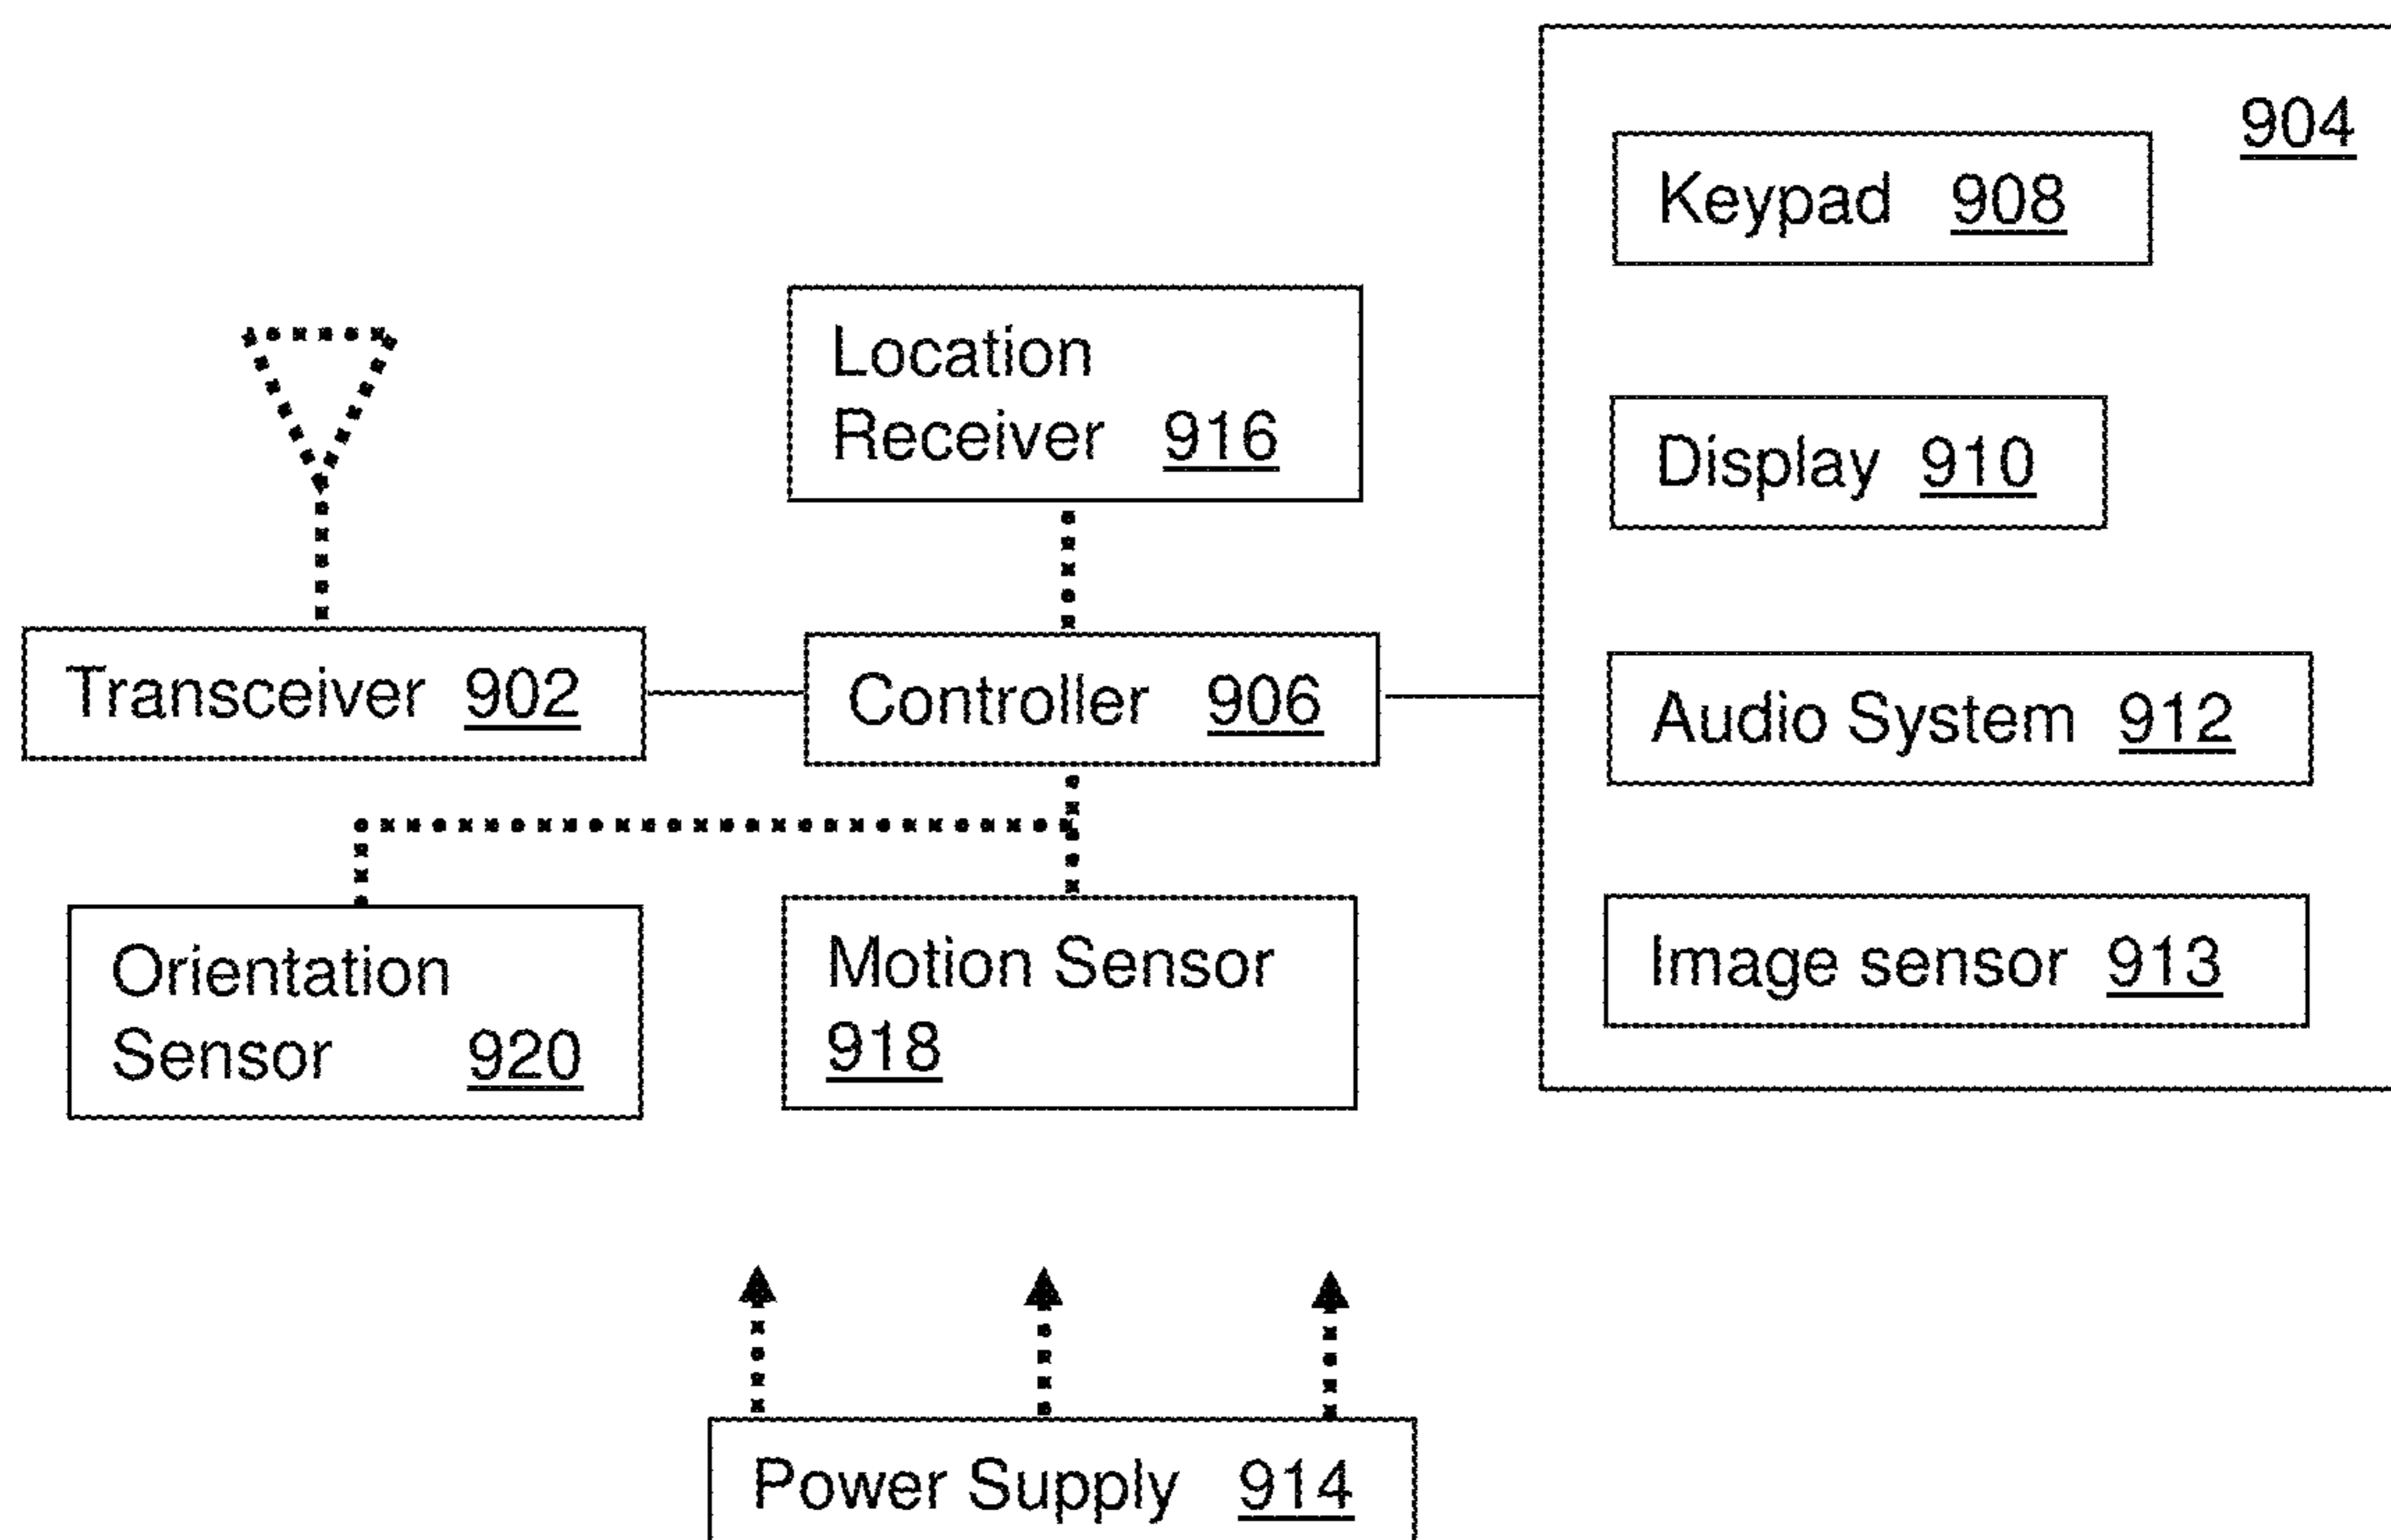 904
Keypad 908
Location
Receiver 916
Display 910
Transceiver 902
Controller 906
Audio System 912
Orientation
Sensor 920
Motion Sensor
918
Image sensor 913
Power Supply 914